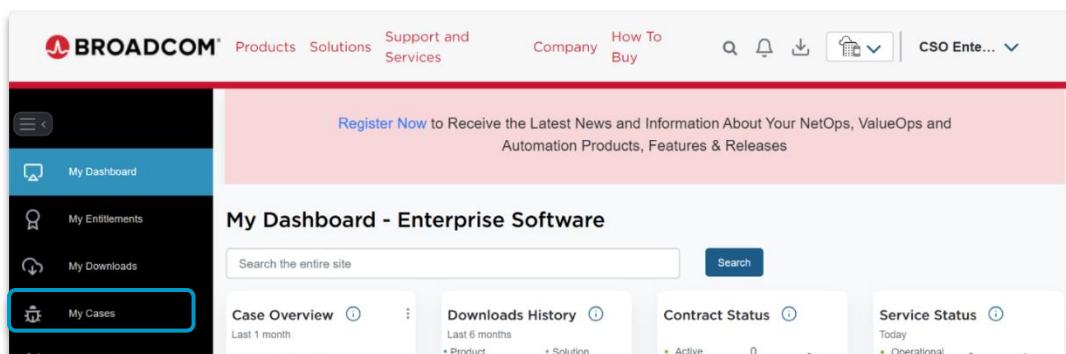 BROADCOM
Products Solutions Support and Services Company How To Buy CSO Ente...
Register Now to Receive the Latest News and Information About Your NetOps, ValueOps and
Automation Products, Features & Releases
My Dashboard
My Entitlements
My Downloads
My Cases
My Dashboard - Enterprise Software
Search the entire site Search
Case Overview
Last 1 month
Downloads History
Last 6 months
• Product • Solution
Contract Status
• Active 0
Service Status
Today
• Operational